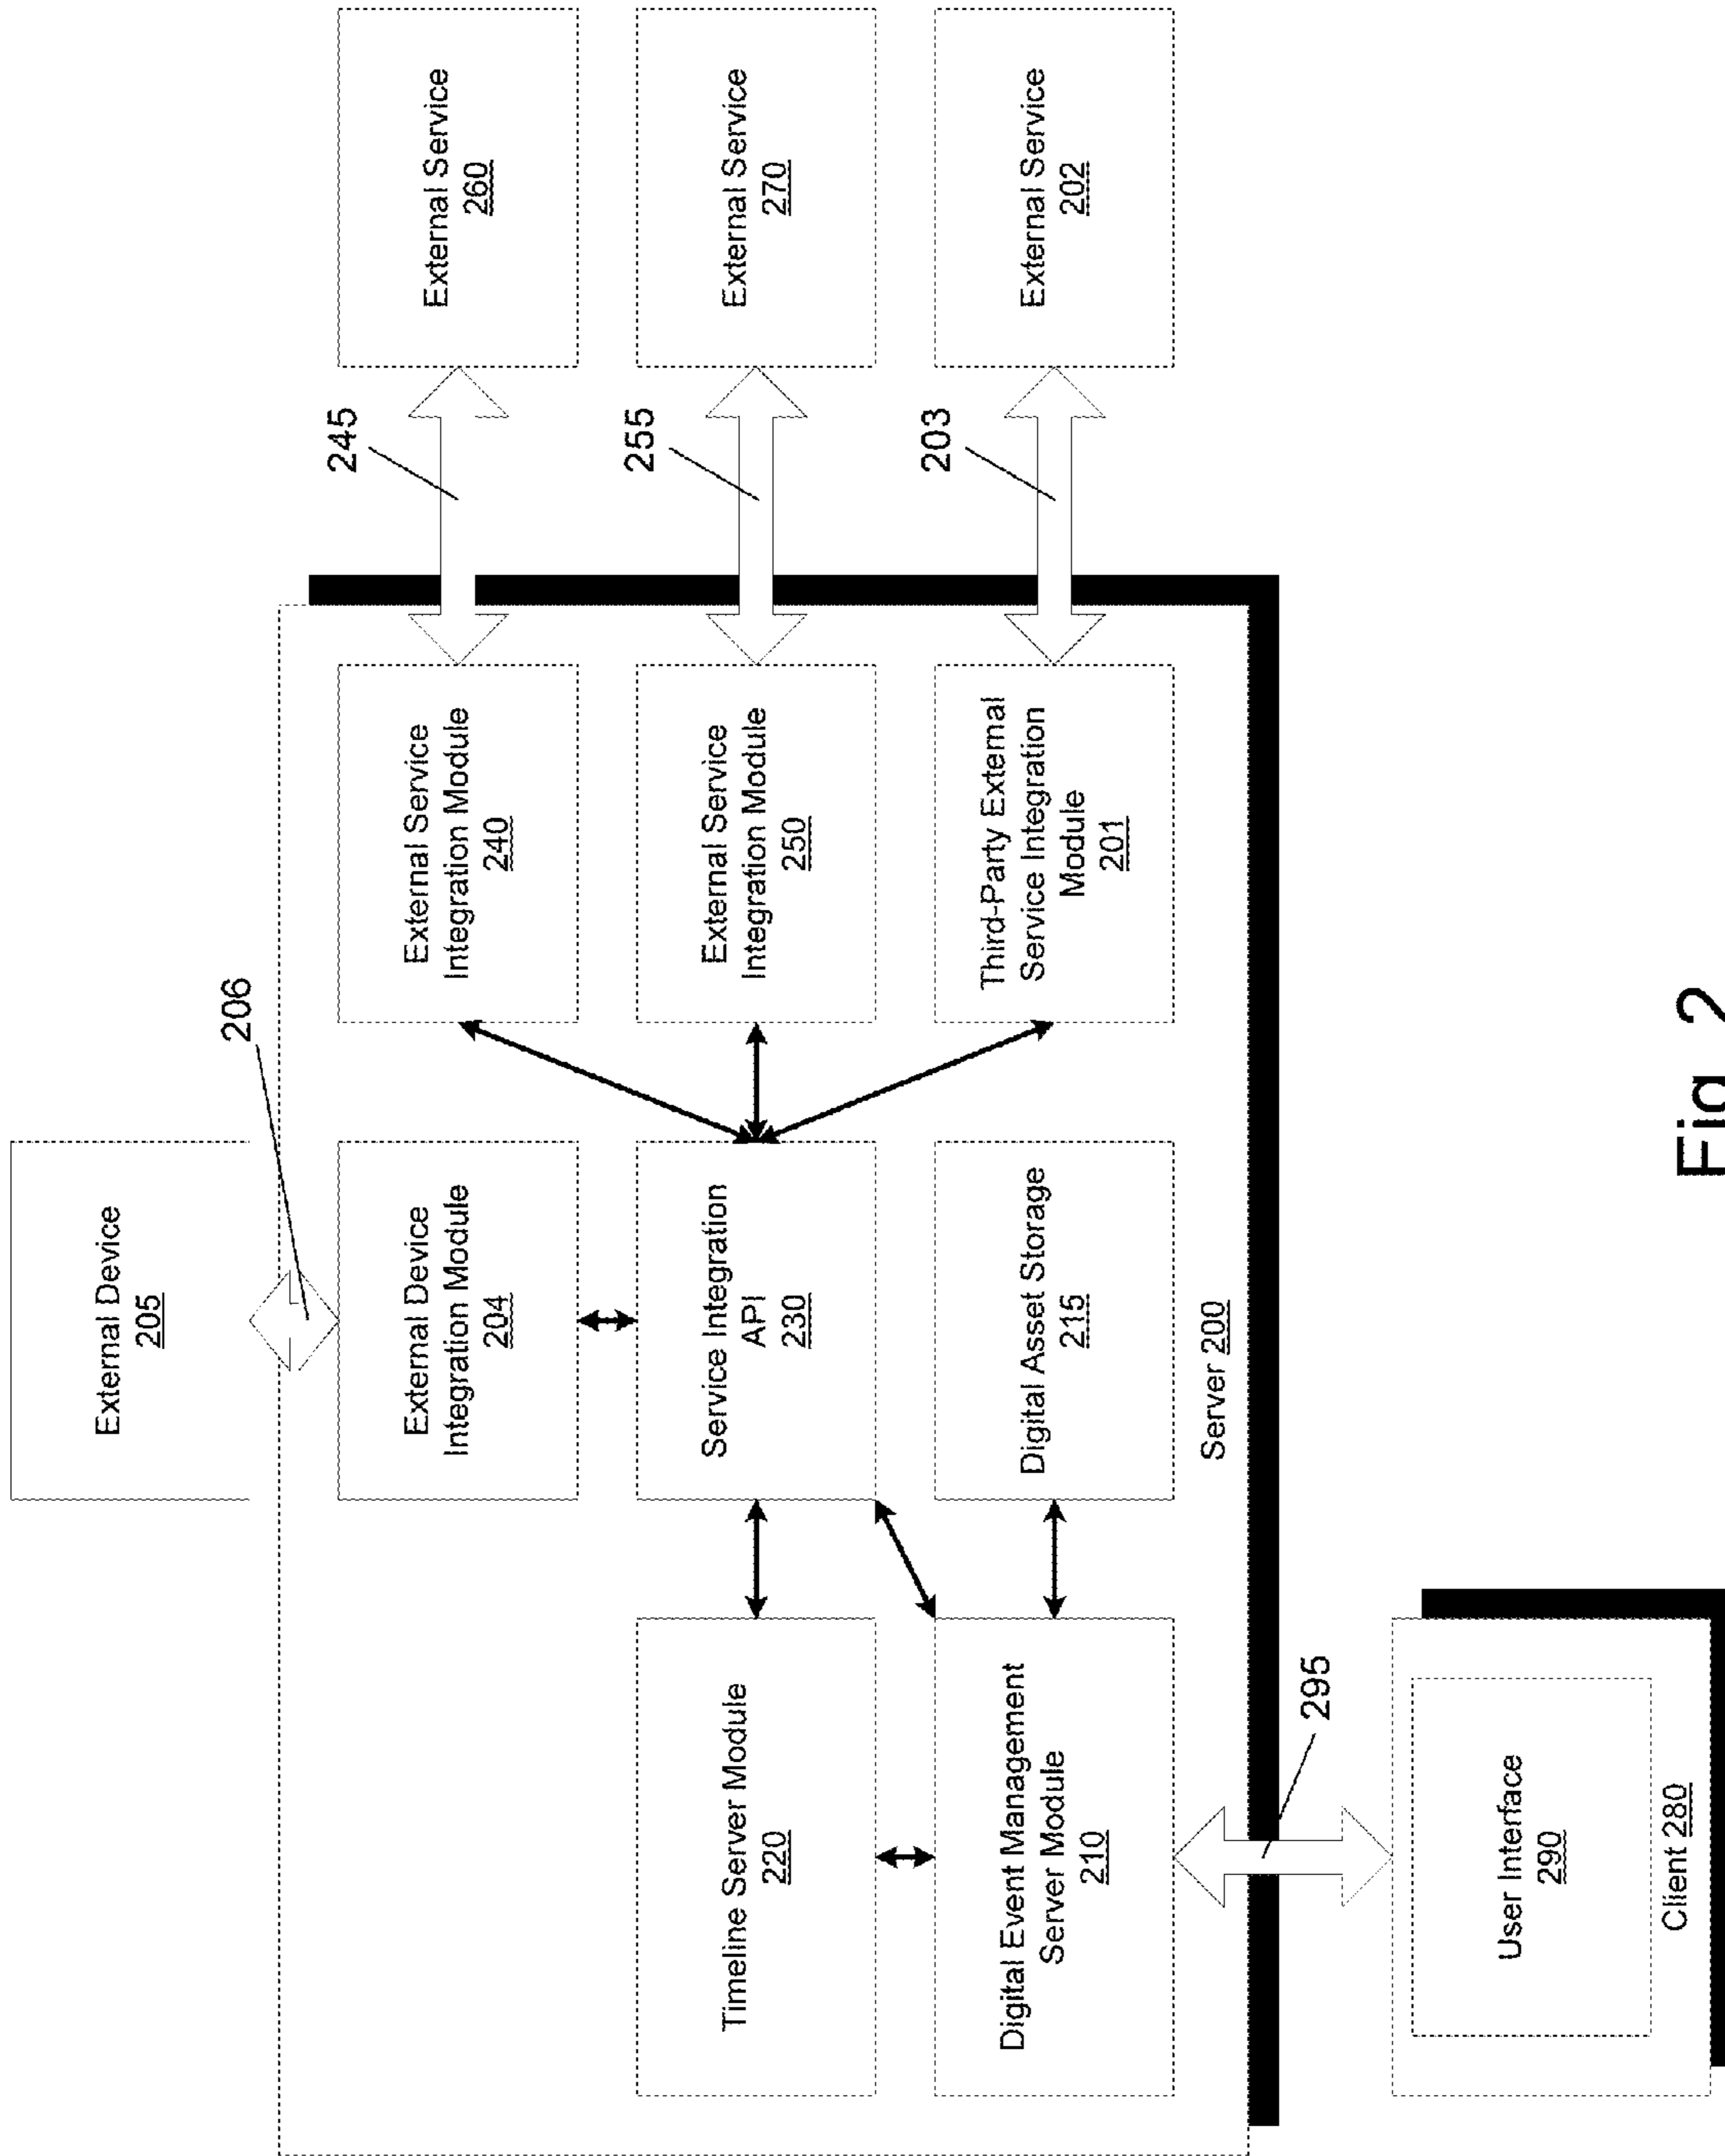 External Device
205
206
External Device
Integration Module
204
External Service
Integration Module
240
245
External Service
260
Timeline Server Module
220
Service Integration
API
230
External Service
Integration Module
250
255
External Service
270
Digital Event Management
Server Module
210
Digital Asset Storage
215
Third-Party External
Service Integration
Module
201
203
External Service
202
Server 200
295
User Interface
290
Client 280
Fig. 2